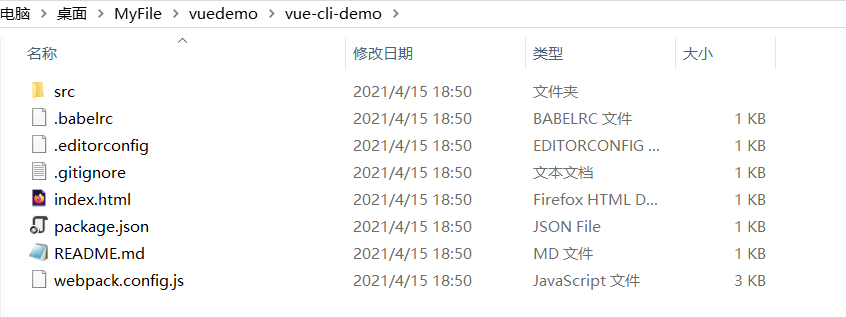 电脑 > 桌面 > MyFile > vuedemo > vue-cli-demo >
名称 修改日期 类型 大小
src 2021/4/15 18:50 文件夹
.babelrc 2021/4/15 18:50 BABELRC 文件 1 KB
.editorconfig 2021/4/15 18:50 EDITORCONFIG ... 1 KB
.gitignore 2021/4/15 18:50 文本文档 1 KB
index.html 2021/4/15 18:50 Firefox HTML D... 1 KB
package.json 2021/4/15 18:50 JSON File 1 KB
README.md 2021/4/15 18:50 MD 文件 1 KB
webpack.config.js 2021/4/15 18:50 JavaScript 文件 3 KB